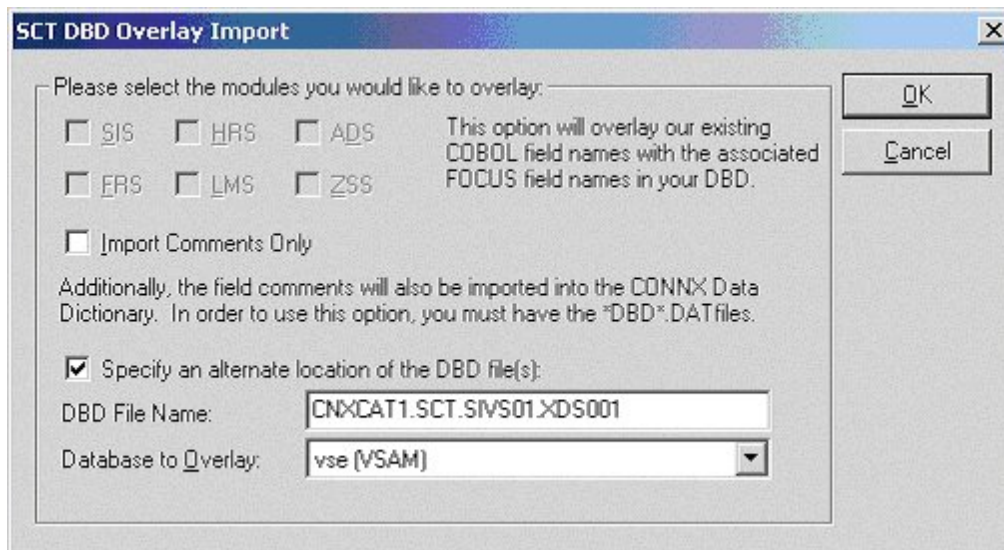 SCT DBD Overlay Import
Please select the modules you would like to overlay:
OK
SIS HRS ADS
This option will overlay our existing
COBOL field names with the associated
FOCUS field names in your DBD.
Cancel
FRS LMS ZSS
Import Comments Only
Additionally, the field comments will also be imported into the CONNX Data
Dictionary. In order to use this option, you must have the *DBD*.DATfiles.
Specify an alternate location of the DBD file(s):
DBD File Name: CNXCAT1.SCT.SIVS01.XDS001
Database to Overlay: vse (VSAM)